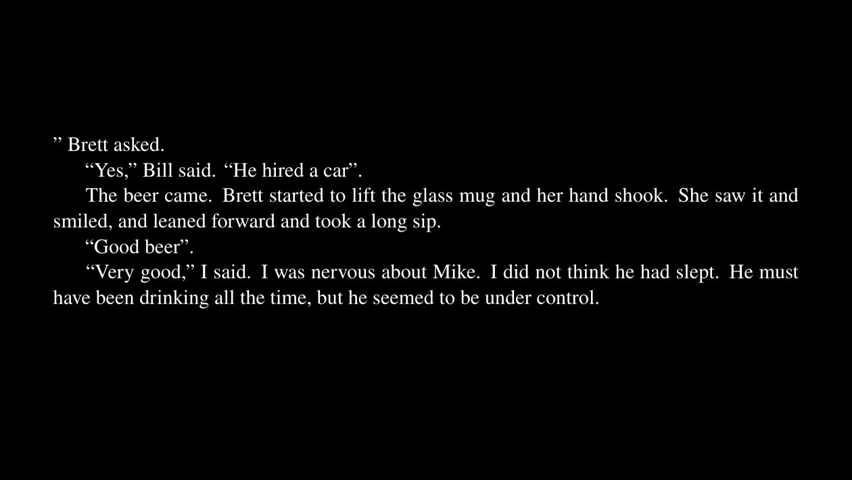 ” Brett asked.
“Yes,” Bill said. “He hired a car”.
The beer came. Brett started to lift the glass mug and her hand shook. She saw it and
smiled, and leaned forward and took a long sip.
“Good beer”.
“Very good,” I said. I was nervous about Mike. I did not think he had slept. He must
have been drinking all the time, but he seemed to be under control.